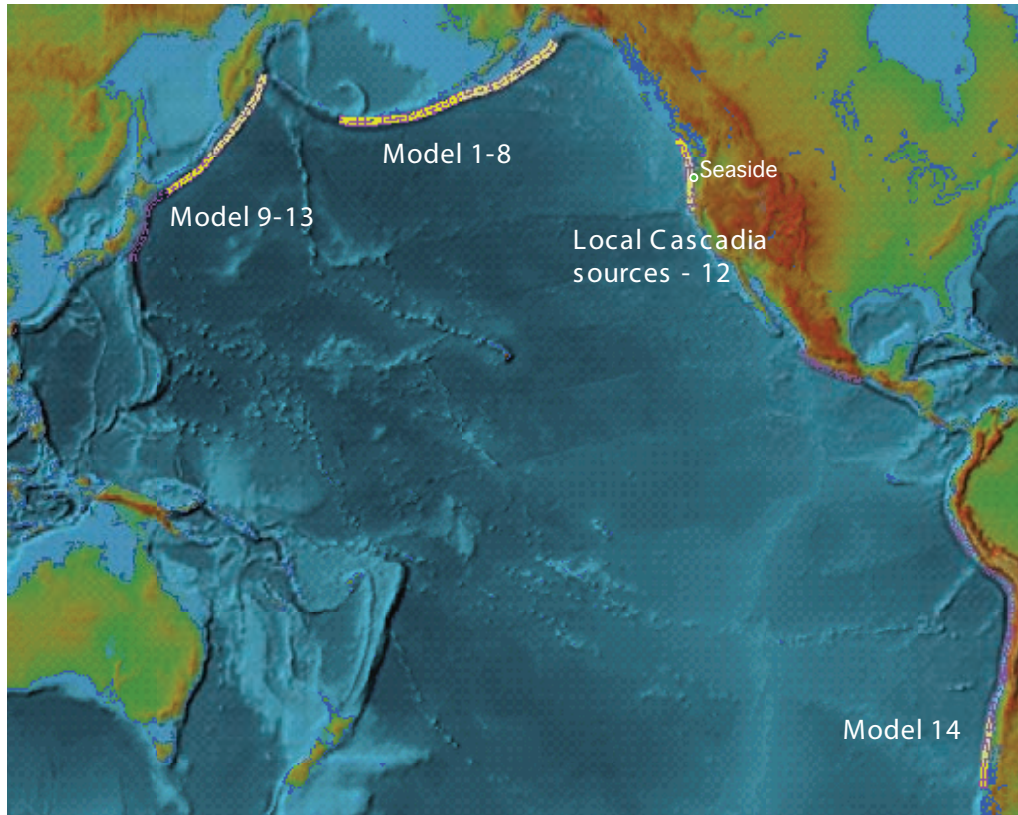 Model 1-8
Seaside
Model 9-13
Local Cascadia
sources - 12
Model 14